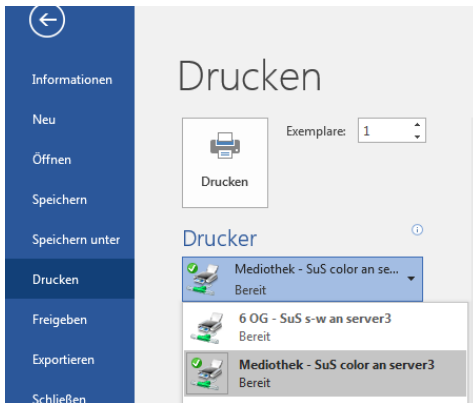 Informationen
Neu
Öffnen
Speichern
Speichern unter
Drucken
Freigeben
Exportieren
Schließen
Drucken
Exemplare: 1
Drucken
Drucker
Mediothek - SuS color an se...
Bereit
6 OG - SuS s-w an server3
Bereit
Mediothek - SuS color an server3
Bereit